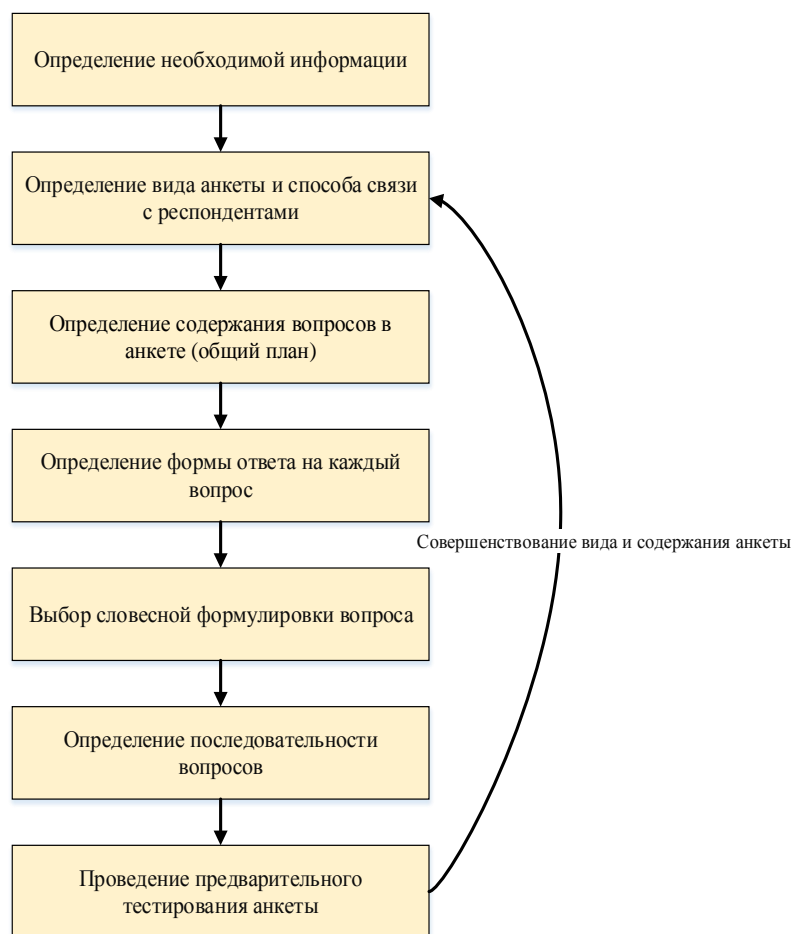 Определение необходимой информации
Определение вида анкеты и способа связи
с респондентами
Определение содержания вопросов в
анкете (общий план)
Определение формы ответа на каждый
вопрос
Совершенствование вида и содержания анкеты
Выбор словесной формулировки вопроса
Определение последовательности
вопросов
Проведение предварительного
тестирования анкеты